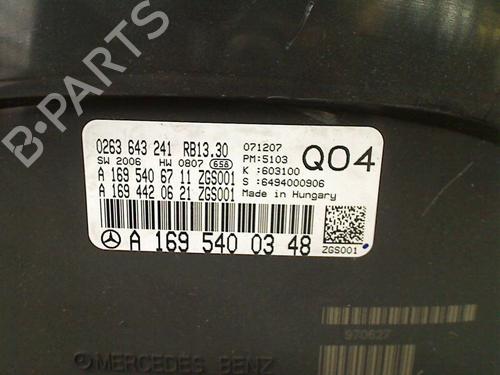 0263 643 241 RB13.30 071207
SW 2006 HW 0807 658 PM:5103 Q04
A 169 540 67 11 ZGS001 K :603100
A 169 442 06 21 ZGS001 S :6494000906
Made in Hungary
A 169 540 03 48 ZGS001
970627
MERCEDES BENZ
B